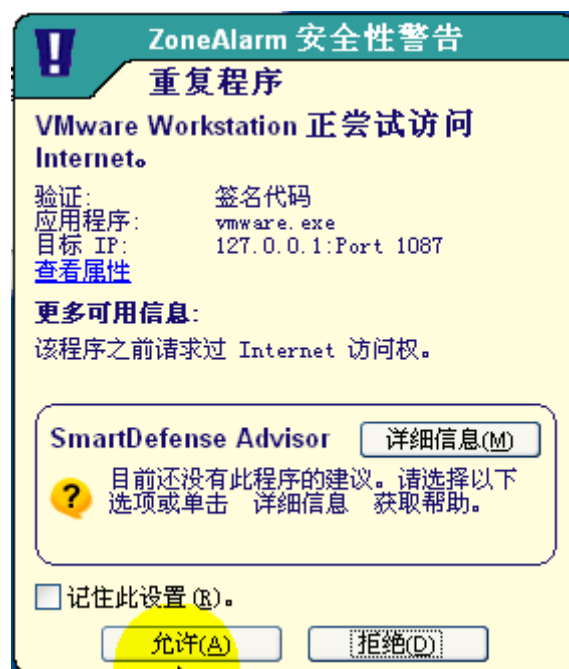 ZoneAlarm 安全性警告
重复程序
VMware Workstation 正尝试访问
Internet。
验证: 签名代码
应用程序: vmware.exe
目标 IP: 127.0.0.1:Port 1087
查看属性
更多可用信息:
该程序之前请求过 Internet 访问权。
SmartDefense Advisor 详细信息(M)
目前还没有此程序的建议。请选择以下
选项或单击 详细信息 获取帮助。
记住此设置(R)。
允许(A) 拒绝(D)